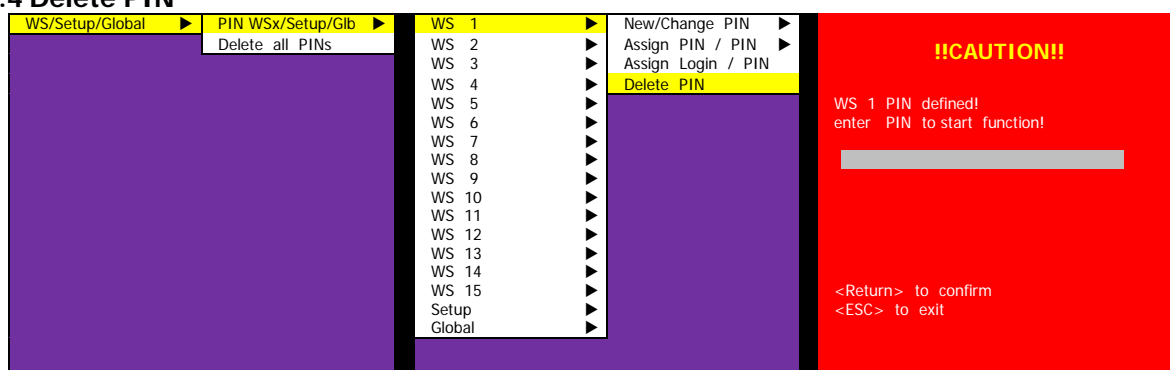 .4 Delete PIN
WS/Setup/Global ▶
PIN WSx/Setup/Glb ▶
Delete all PINs
WS 1 ▶
WS 2 ▶
WS 3 ▶
WS 4 ▶
WS 5 ▶
WS 6 ▶
WS 7 ▶
WS 8 ▶
WS 9 ▶
WS 10 ▶
WS 11 ▶
WS 12 ▶
WS 13 ▶
WS 14 ▶
WS 15 ▶
Setup ▶
Global ▶
New/Change PIN ▶
Assign PIN / PIN ▶
Assign Login / PIN
Delete PIN
!!CAUTION!!
WS 1 PIN defined!
enter PIN to start function!
<Return> to confirm
<ESC> to exit